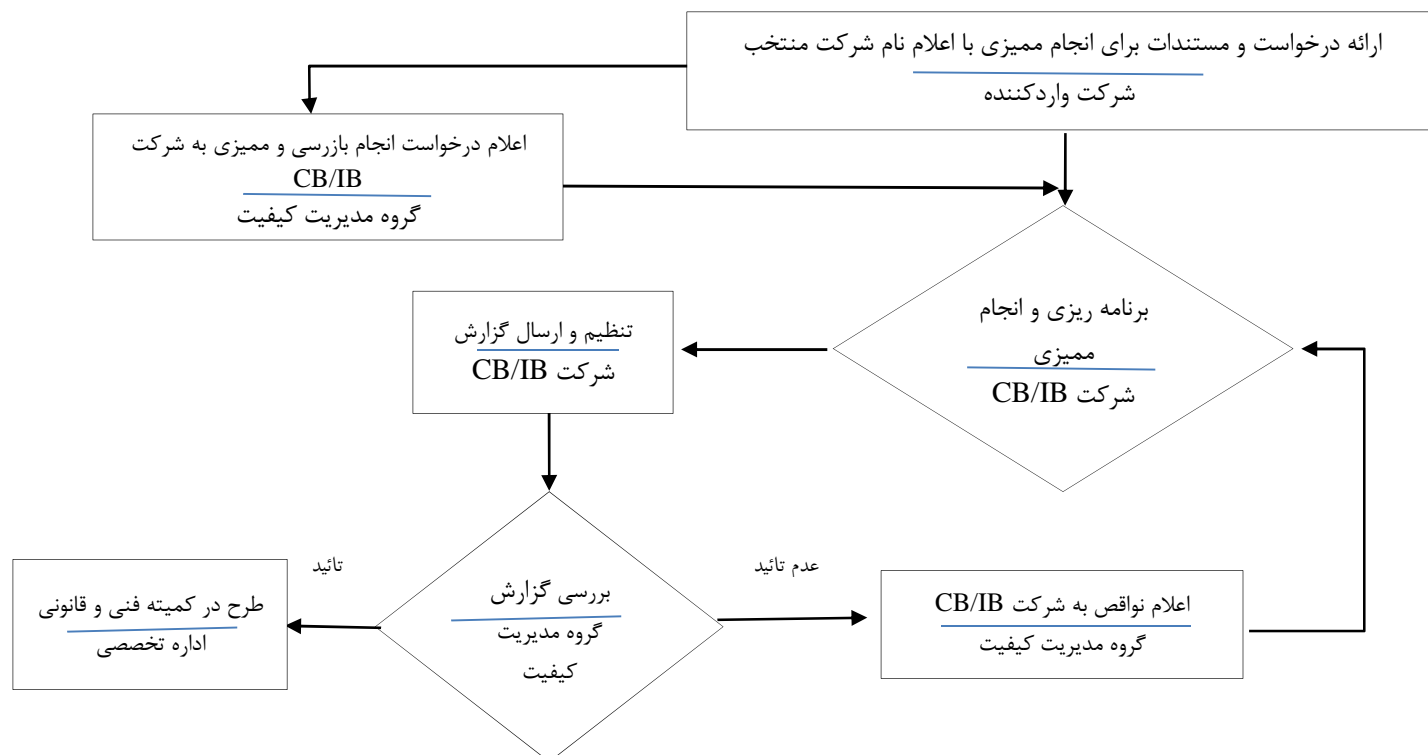 ارائه درخواست و مستندات برای انجام ممیزی با اعلام نام شرکت منتخب
شرکت واردکننده
اعلام درخواست انجام بازرسی و ممیزی به شرکت
CB/IB
گروه مدیریت کیفیت
برنامه ریزی و انجام
ممیزی
شرکت CB/IB
تنظیم و ارسال گزارش
شرکت CB/IB
بررسی گزارش
گروه مدیریت
کیفیت
تائید
عدم تائید
طرح در کمیته فنی و قانونی
اداره تخصصی
اعلام نواقص به شرکت CB/IB
گروه مدیریت کیفیت